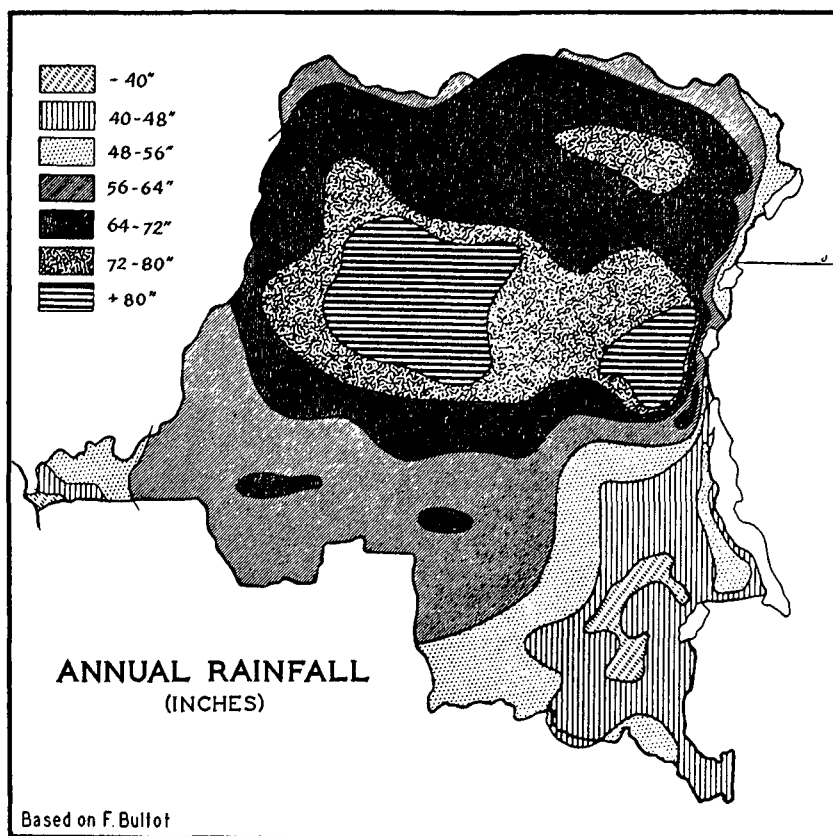 - 40"
40-48"
48-56"
56-64"
64-72"
72-80"
+ 80"
ANNUAL RAINFALL
(INCHES)
Based on F. Bultot